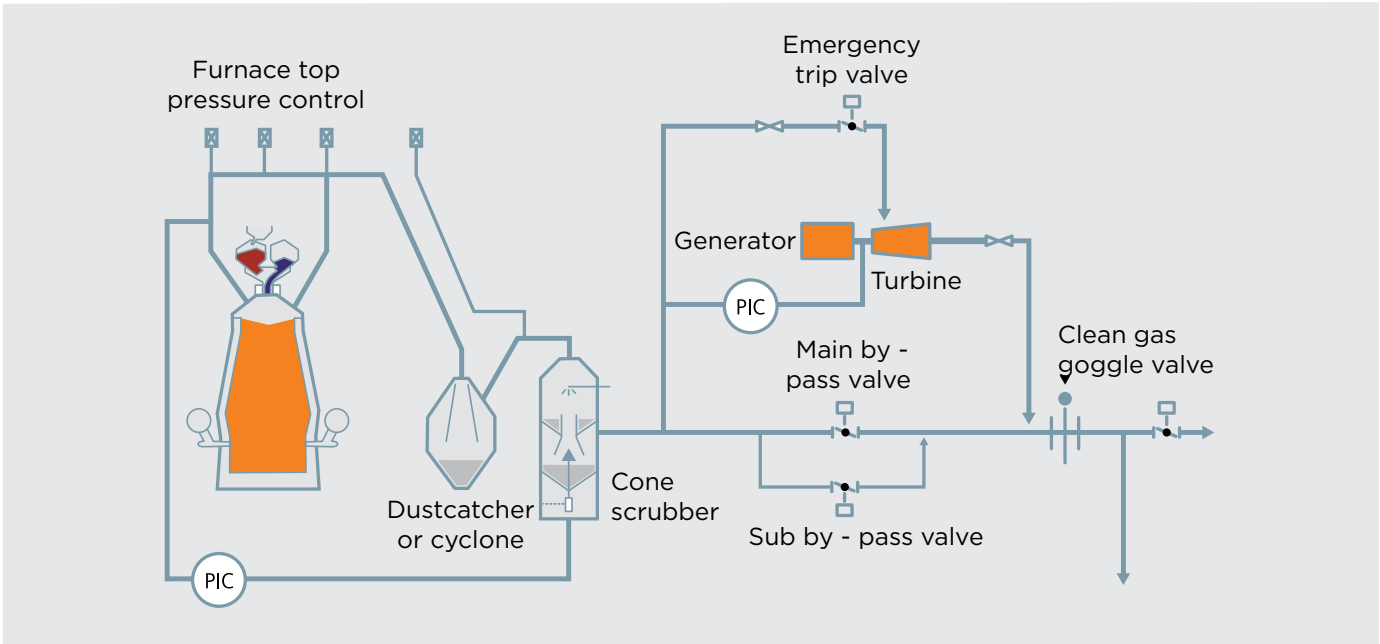 Emergency
trip valve
Furnace top
pressure control
Generator
Turbine
PIC
Main by -
pass valve
Clean gas
goggle valve
Cone
scrubber
Dustcatcher
or cyclone
Sub by - pass valve
PIC